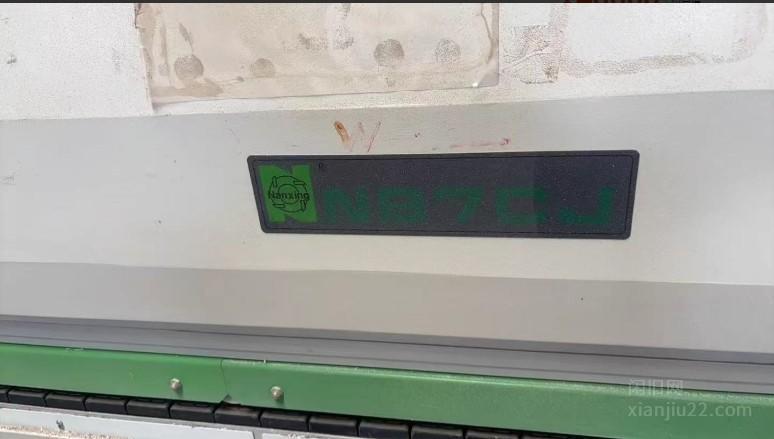 Nanxing
®
NB7CJ
闲旧网
xianjiu22.com